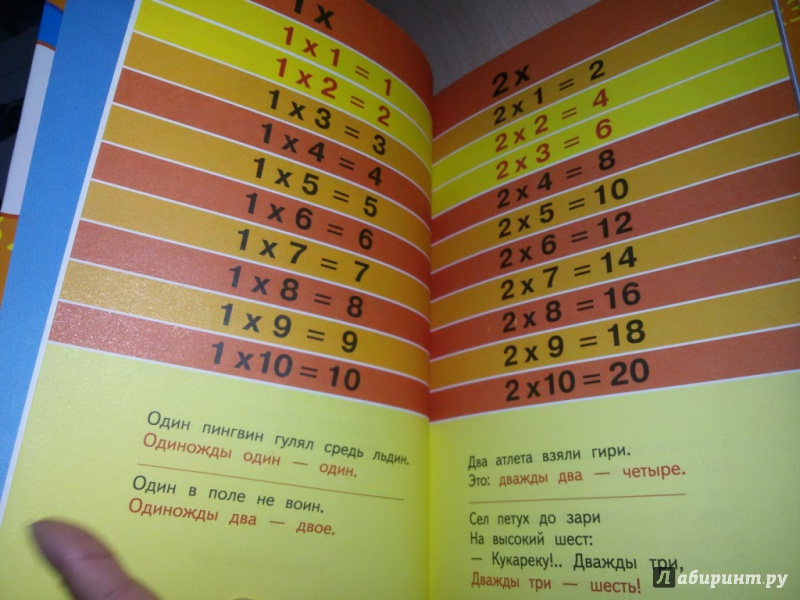 1 x
1 x 1 = 1
1 x 2 = 2
1 x 3 = 3
1 x 4 = 4
1 x 5 = 5
1 x 6 = 6
1 x 7 = 7
1 x 8 = 8
1 x 9 = 9
1 x 10 = 10
Один пингвин гулял средь льдин.
Одиножды один — один.
Один в поле не воин.
Одиножды два — двое.
2 x
2 x 1 = 2
2 x 2 = 4
2 x 3 = 6
2 x 4 = 8
2 x 5 = 10
2 x 6 = 12
2 x 7 = 14
2 x 8 = 16
2 x 9 = 18
2 x 10 = 20
Два атлета взяли гири.
Это: дважды два — четыре.
Сел петух до зари
На высокий шест:
— Кукареку!.. Дважды три,
Дважды три — шесть!
Лабиринт.ру